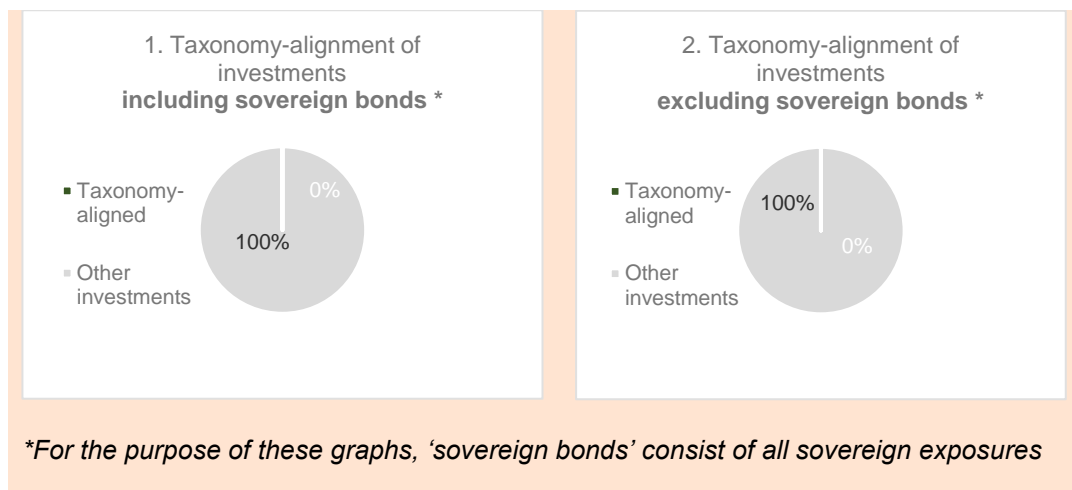 1. Taxonomy-alignment of
investments
including sovereign bonds *
Taxonomy-
aligned
Other
investments
0%
100%
2. Taxonomy-alignment of
investments
excluding sovereign bonds *
Taxonomy-
aligned
Other
investments
100%
0%
*For the purpose of these graphs, ‘sovereign bonds’ consist of all sovereign exposures